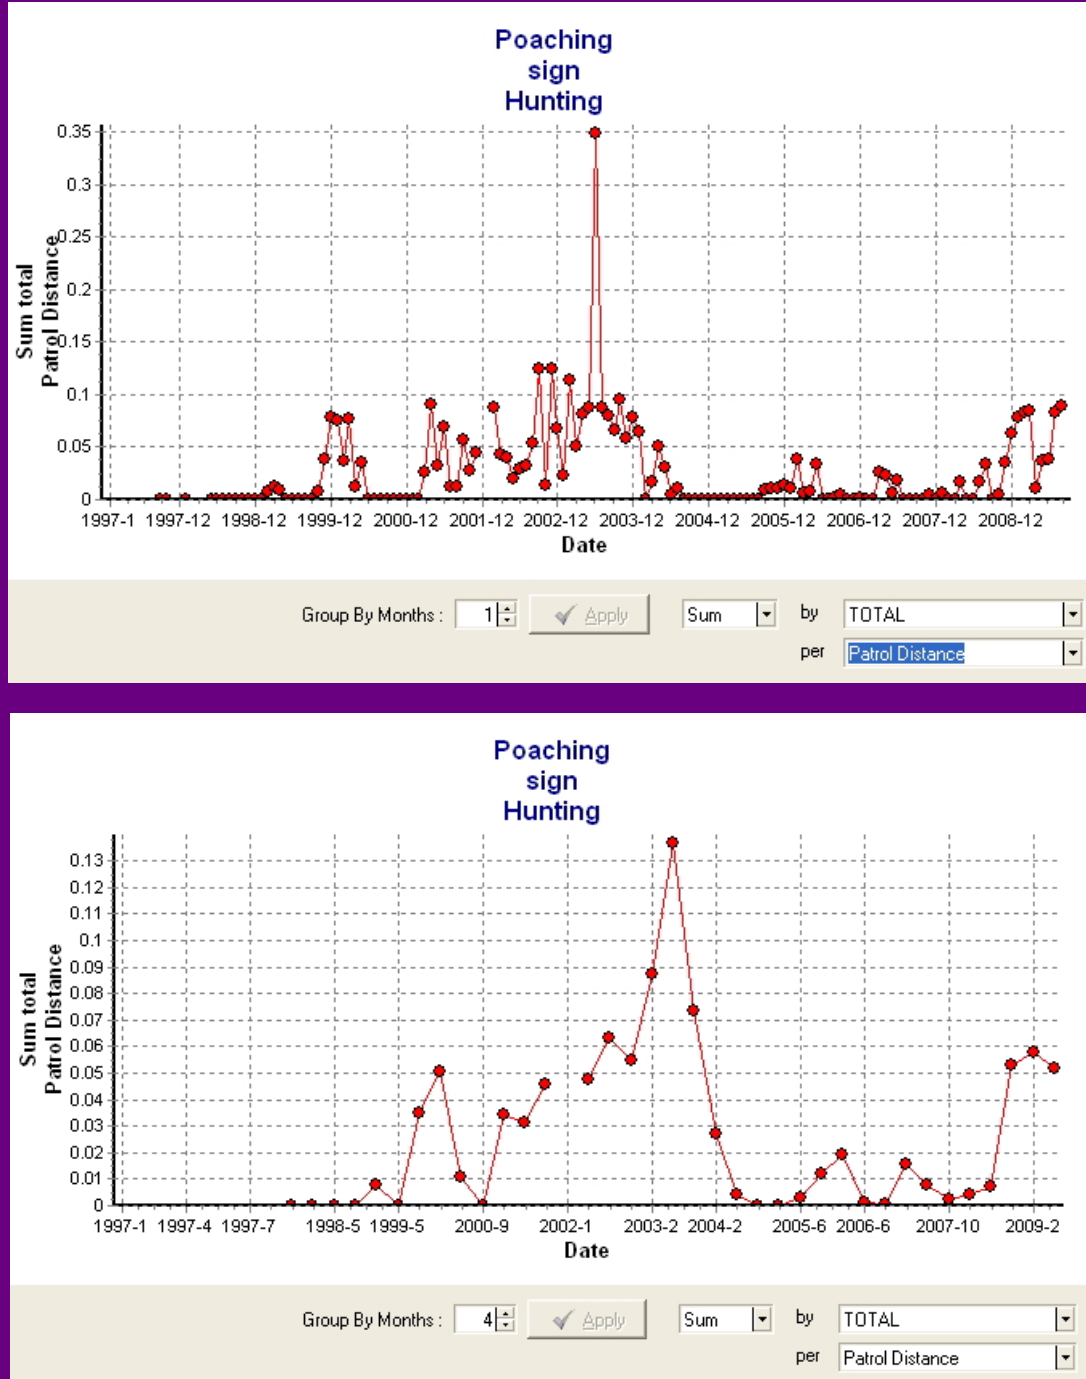 Poaching
sign
Hunting
0.35
0.3
0.25
0.2
0.15
0.1
0.05
0
Sum total
Patrol Distance
1997-1 1997-12 1998-12 1999-12 2000-12 2001-12 2002-12 2003-12 2004-12 2005-12 2006-12 2007-12 2008-12
Date
Group By Months : 1 Apply Sum by TOTAL
per Patrol Distance
Poaching
sign
Hunting
0.13
0.12
0.11
0.1
0.09
0.08
0.07
0.06
0.05
0.04
0.03
0.02
0.01
0
Sum total
Patrol Distance
1997-1 1997-4 1997-7 1998-5 1999-5 2000-9 2002-1 2003-2 2004-2 2005-6 2006-6 2007-10 2009-2
Date
Group By Months : 4 Apply Sum by TOTAL
per Patrol Distance